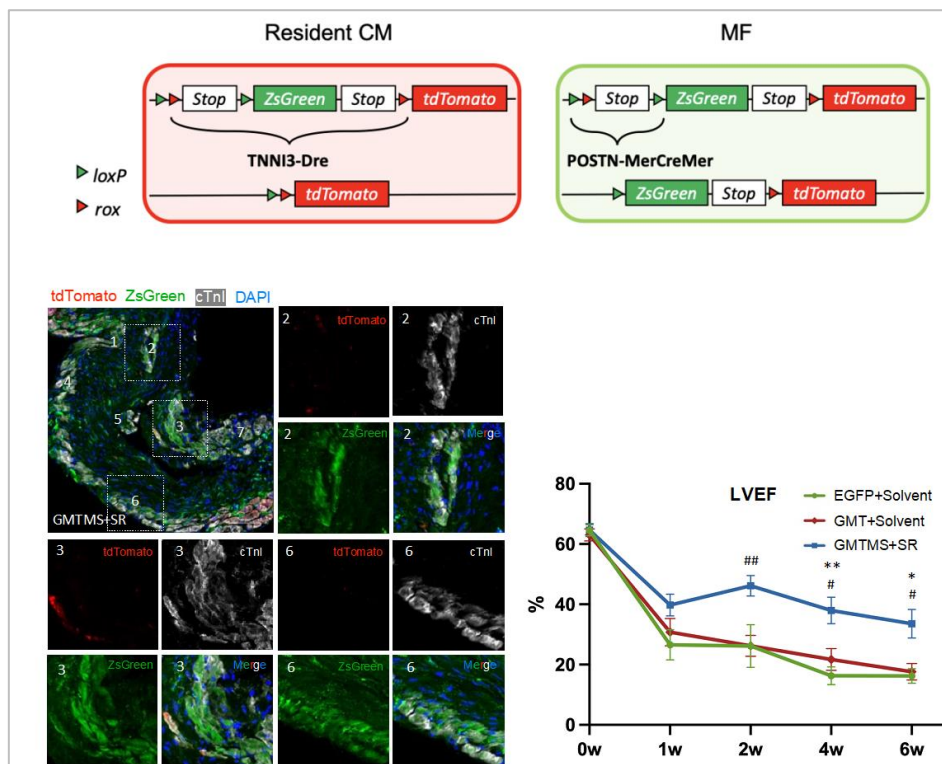 Resident CM
MF
Stop ZsGreen Stop tdTomato
Stop ZsGreen Stop tdTomato
TNNI3-Dre
POSTN-MerCreMer
loxP
rox
tdTomato
ZsGreen Stop tdTomato
tdTomato ZsGreen cTnI DAPI
1
2
3
4
5
6
7
GMTMS+SR
2 tdTomato
2 cTnI
2 ZsGreen
2 Merge
3 tdTomato
3 cTnI
6 tdTomato
6 cTnI
3 ZsGreen
3 Merge
6 ZsGreen
6 Merge
LVEF
EGFP+Solvent
GMT+Solvent
GMTMS+SR
%
80
60
40
20
0
##
**
#
*
#
0w 1w 2w 4w 6w